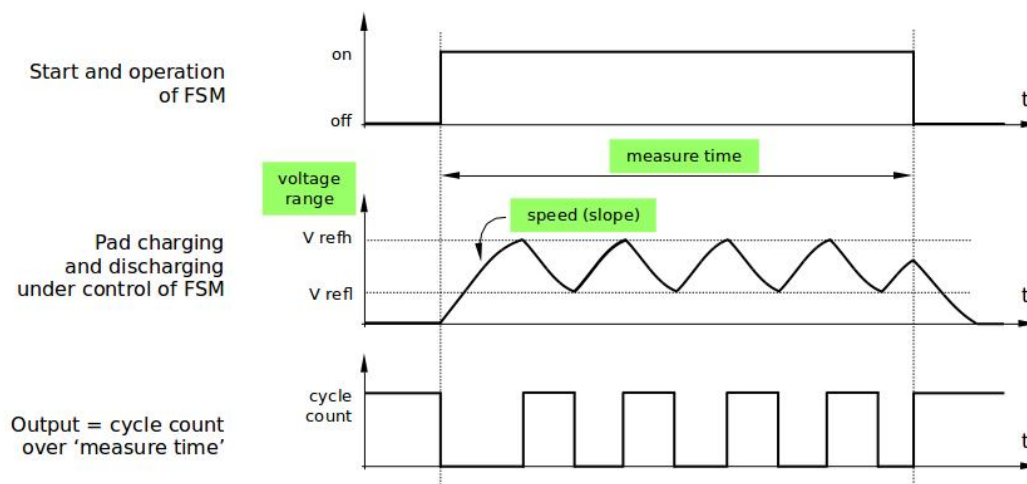 Start and operation
of FSM
on
off
t
measure time
voltage
range
speed (slope)
Pad charging
and discharging
under control of FSM
V refh
V refl
t
Output = cycle count
over ‘measure time’
cycle
count
t